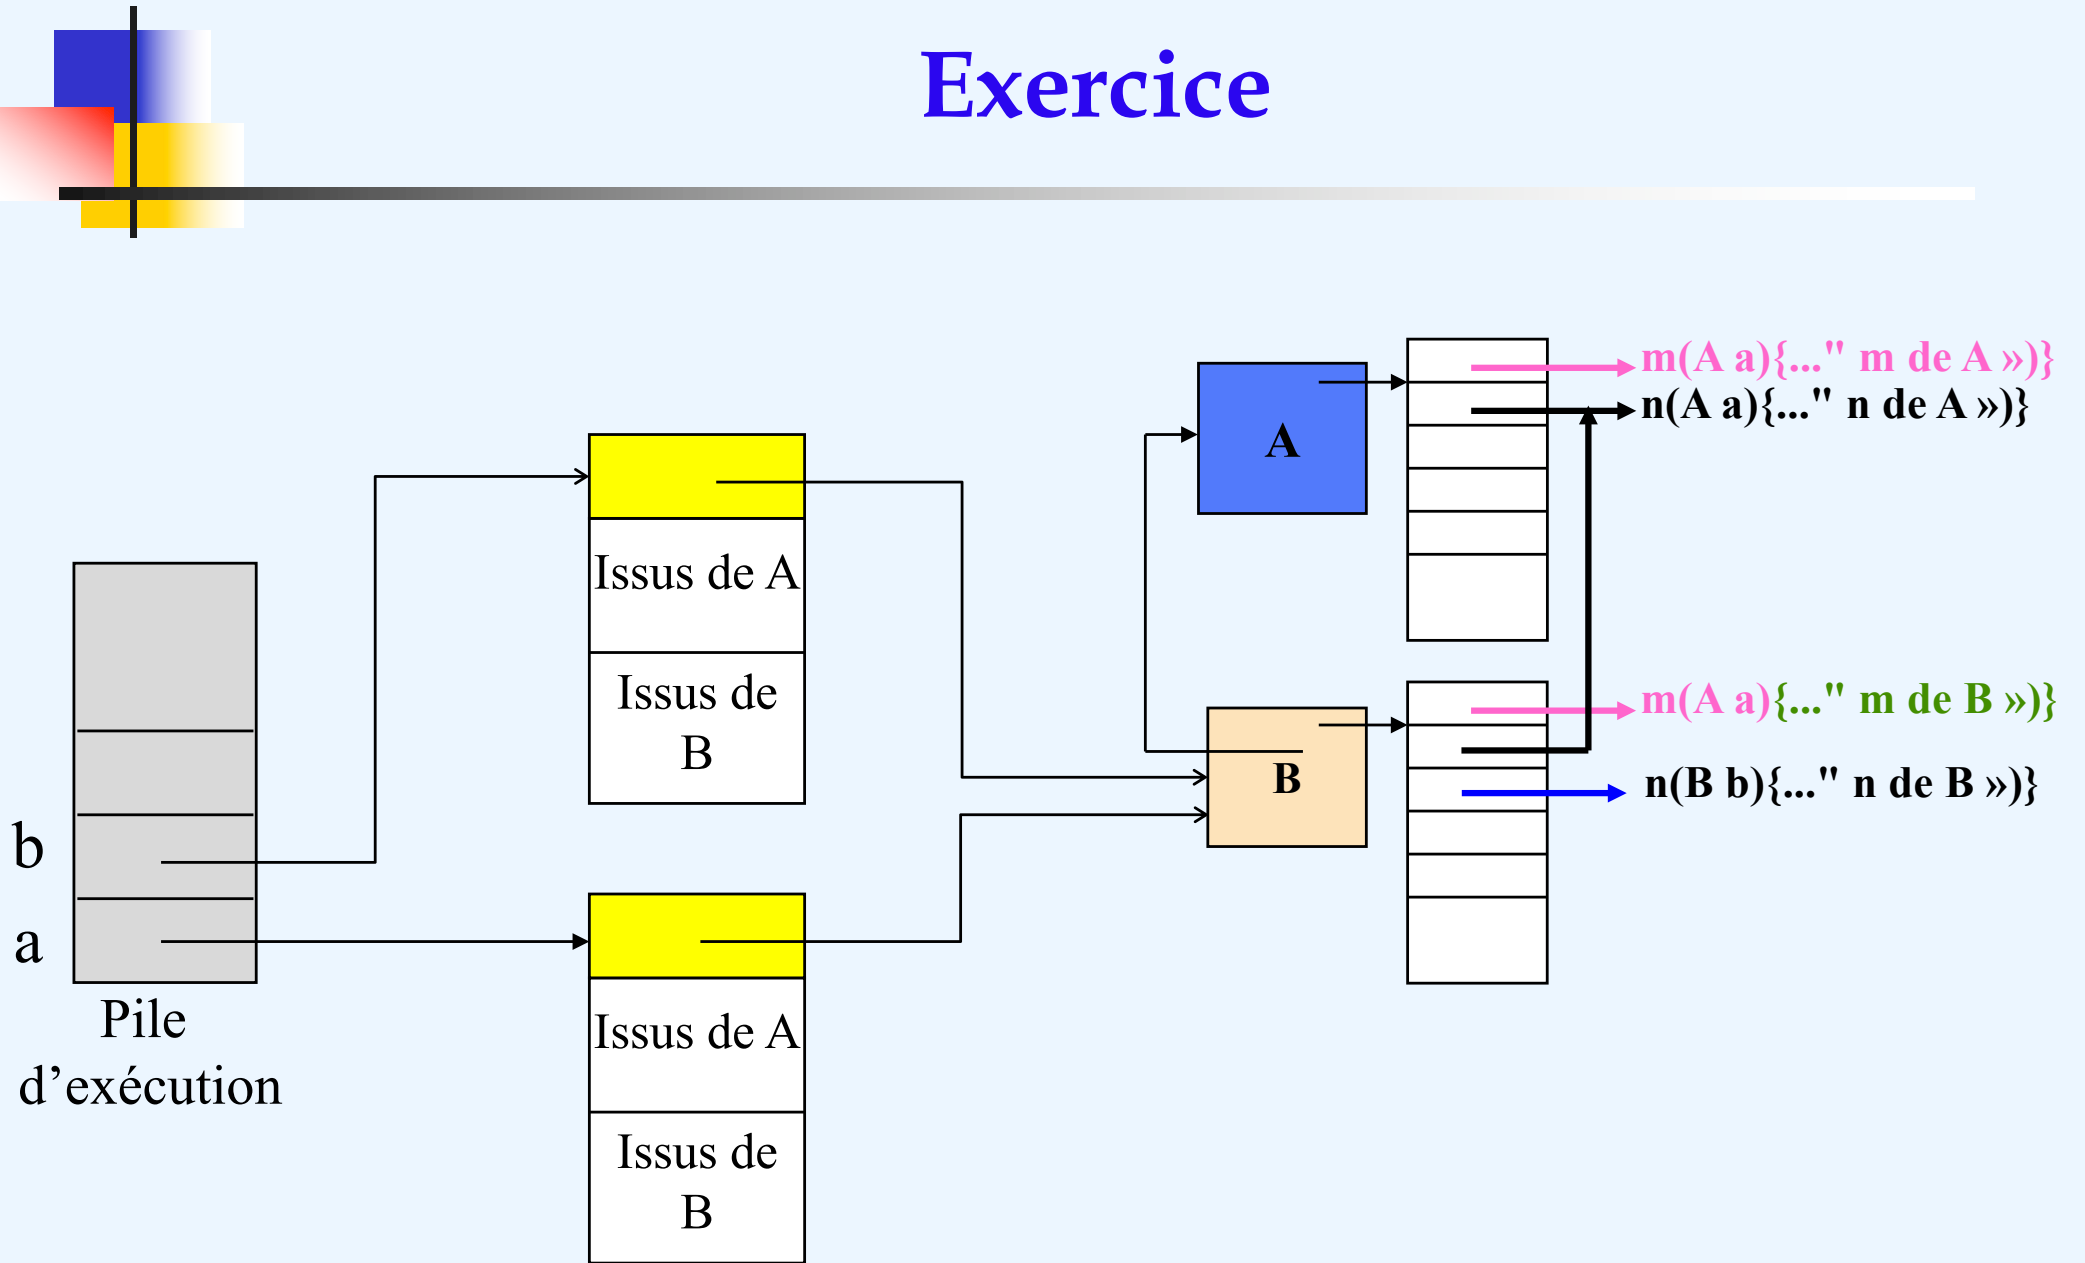 Exercice
m(A a){..." m de A »)}
n(A a){..." n de A »)}
A
Issus de A
Issus de
B
m(A a){..." m de B »)}
B
n(B b){..." n de B »)}
b
a
Pile
d’exécution
Issus de A
Issus de
B